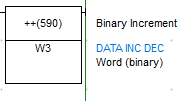 ++(590)
Binary Increment
W3
DATA INC DEC
Word (binary)